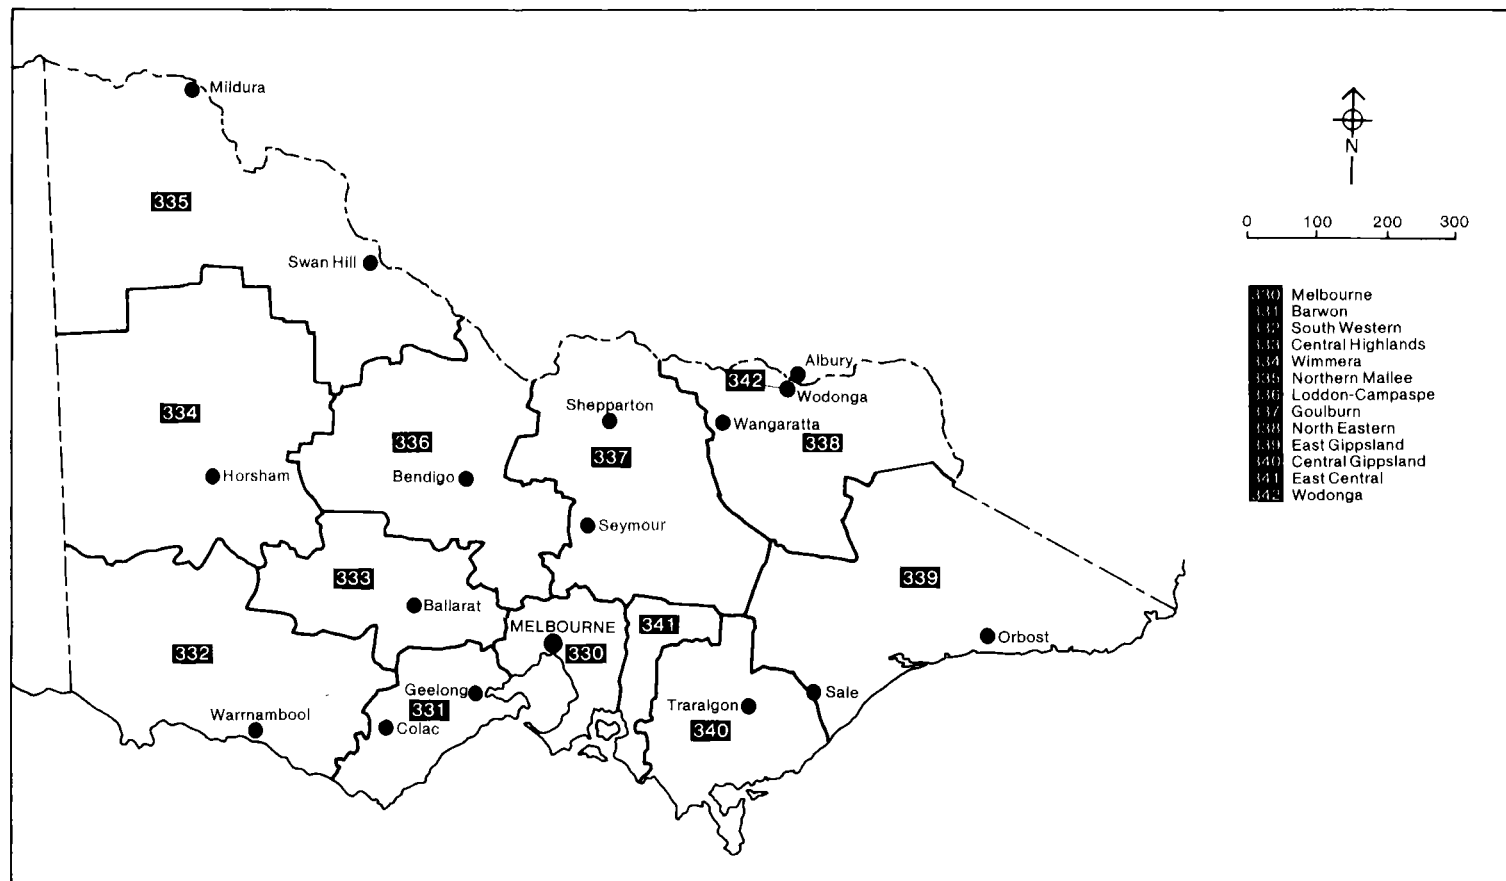 Mildura
335
Swan Hill
334
Horsham
336
Bendigo
Shepparton
337
Seymour
342
Albury
Wodonga
Wangaratta
338
339
Orbost
333
Ballarat
MELBOURNE
330
341
332
Warrnambool
Geelong
331
Colac
Traralgon
340
Sale
N
0 100 200 300
330 Melbourne
331 Barwon
332 South Western
333 Central Highlands
334 Wimmera
335 Northern Mallee
336 Loddon-Campaspe
337 Goulburn
338 North Eastern
339 East Gippsland
340 Central Gippsland
341 East Central
342 Wodonga